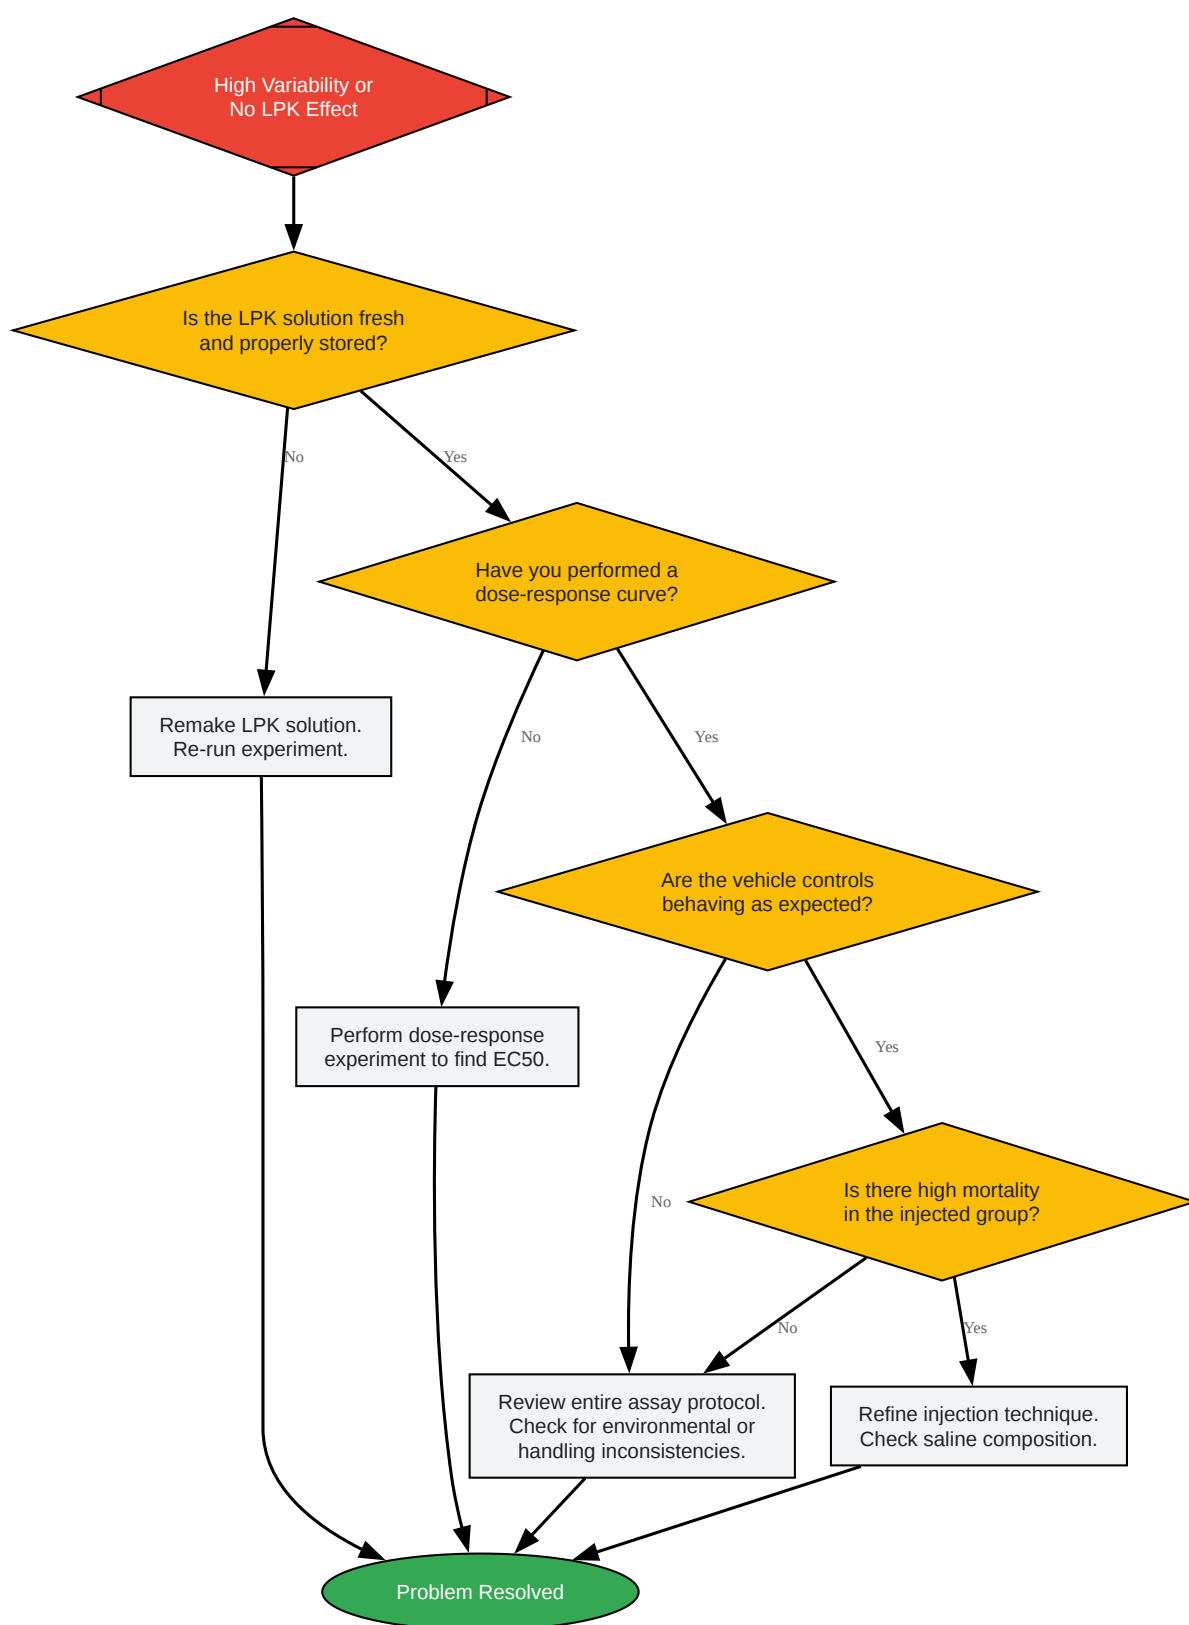 High Variability or
No LPK Effect
Is the LPK solution fresh
and properly stored?
No
Yes
Have you performed a
dose-response curve?
Remake LPK solution.
Re-run experiment.
No
Yes
Are the vehicle controls
behaving as expected?
Perform dose-response
experiment to find EC50.
Yes
No
Is there high mortality
in the injected group?
No
Yes
Review entire assay protocol.
Check for environmental or
handling inconsistencies.
Refine injection technique.
Check saline composition.
Problem Resolved